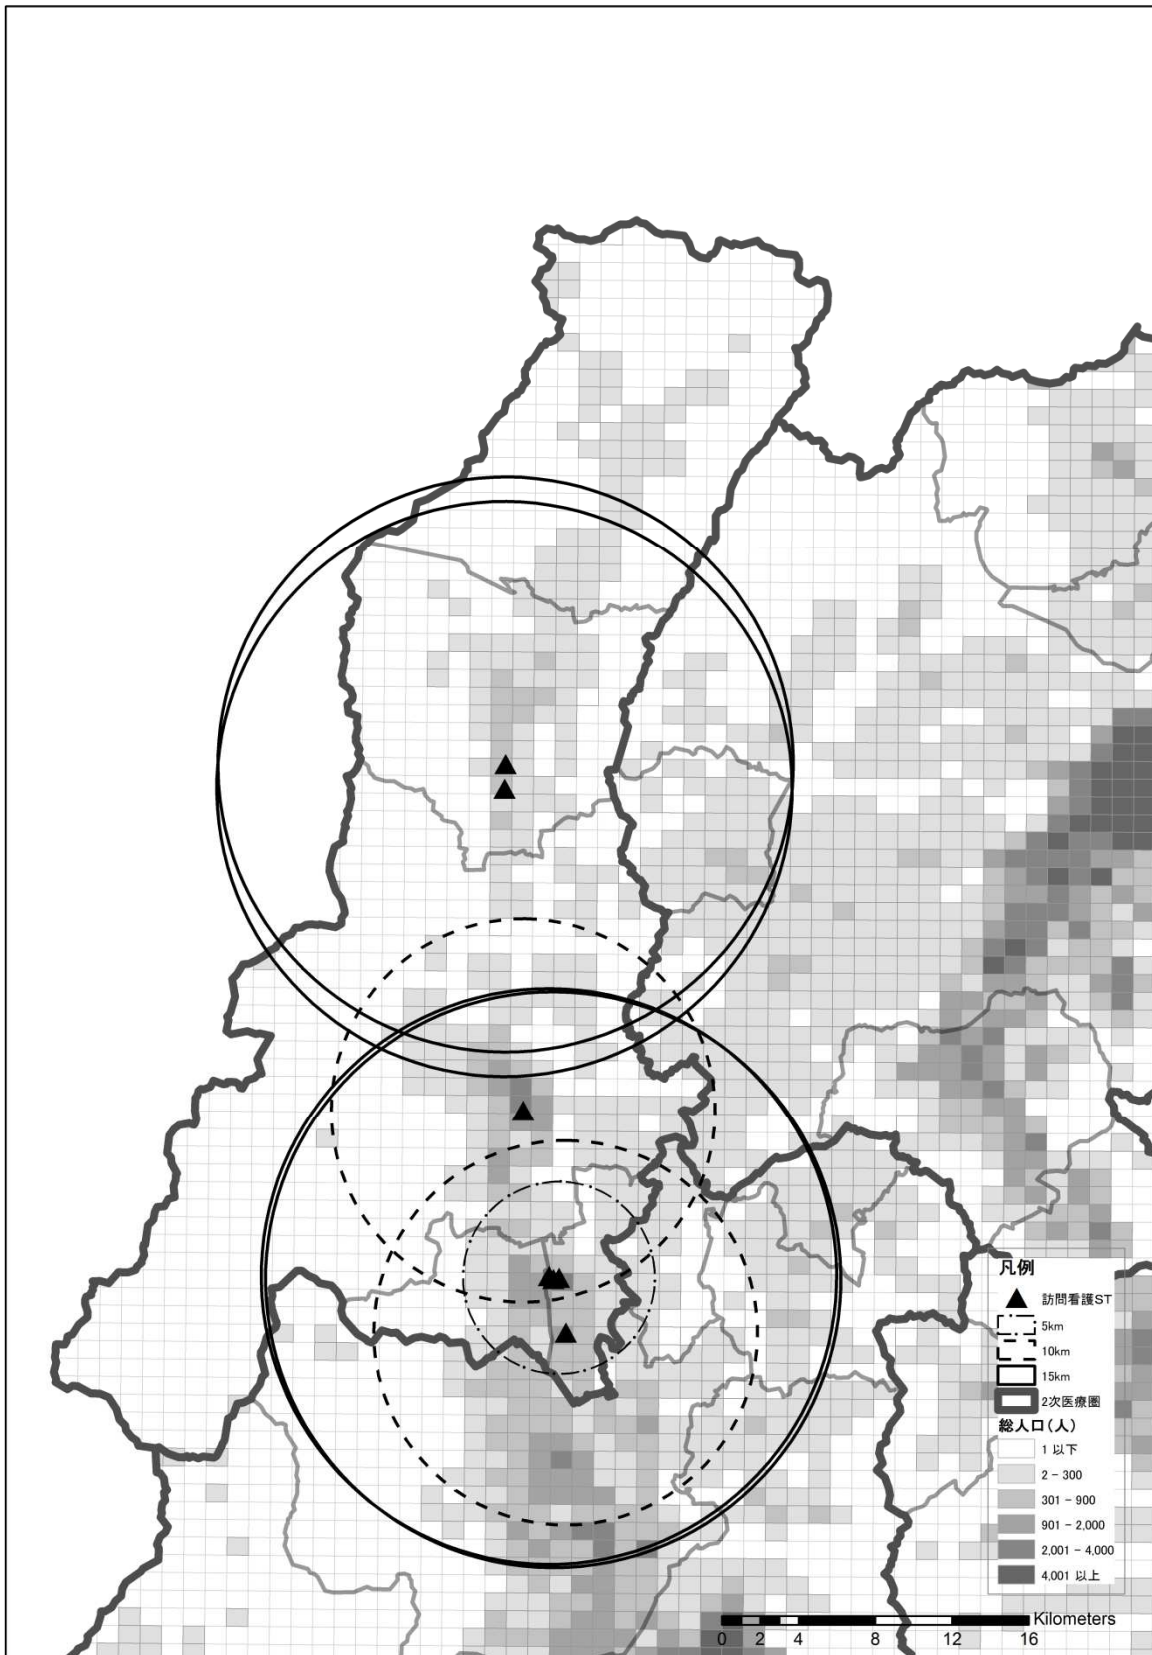 凡例
訪問看護ST
5km
10km
15km
2次医療圏
総人口(人)
1 以下
2 - 300
301 - 900
901 - 2,000
2,001 - 4,000
4,001 以上
Kilometers
0 2 4 8 12 16